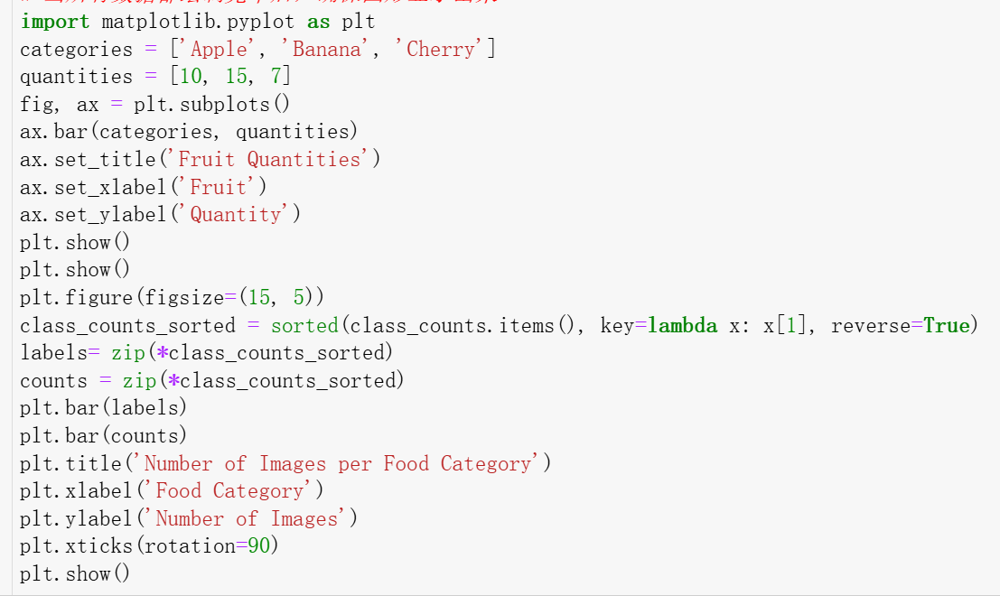 import matplotlib.pyplot as plt
categories = ['Apple', 'Banana', 'Cherry']
quantities = [10, 15, 7]
fig, ax = plt.subplots()
ax.bar(categories, quantities)
ax.set_title('Fruit Quantities')
ax.set_xlabel('Fruit')
ax.set_ylabel('Quantity')
plt.show()
plt.show()
plt.figure(figsize=(15, 5))
class_counts_sorted = sorted(class_counts.items(), key=lambda x: x[1], reverse=True)
labels= zip(*class_counts_sorted)
counts = zip(*class_counts_sorted)
plt.bar(labels)
plt.bar(counts)
plt.title('Number of Images per Food Category')
plt.xlabel('Food Category')
plt.ylabel('Number of Images')
plt.xticks(rotation=90)
plt.show()